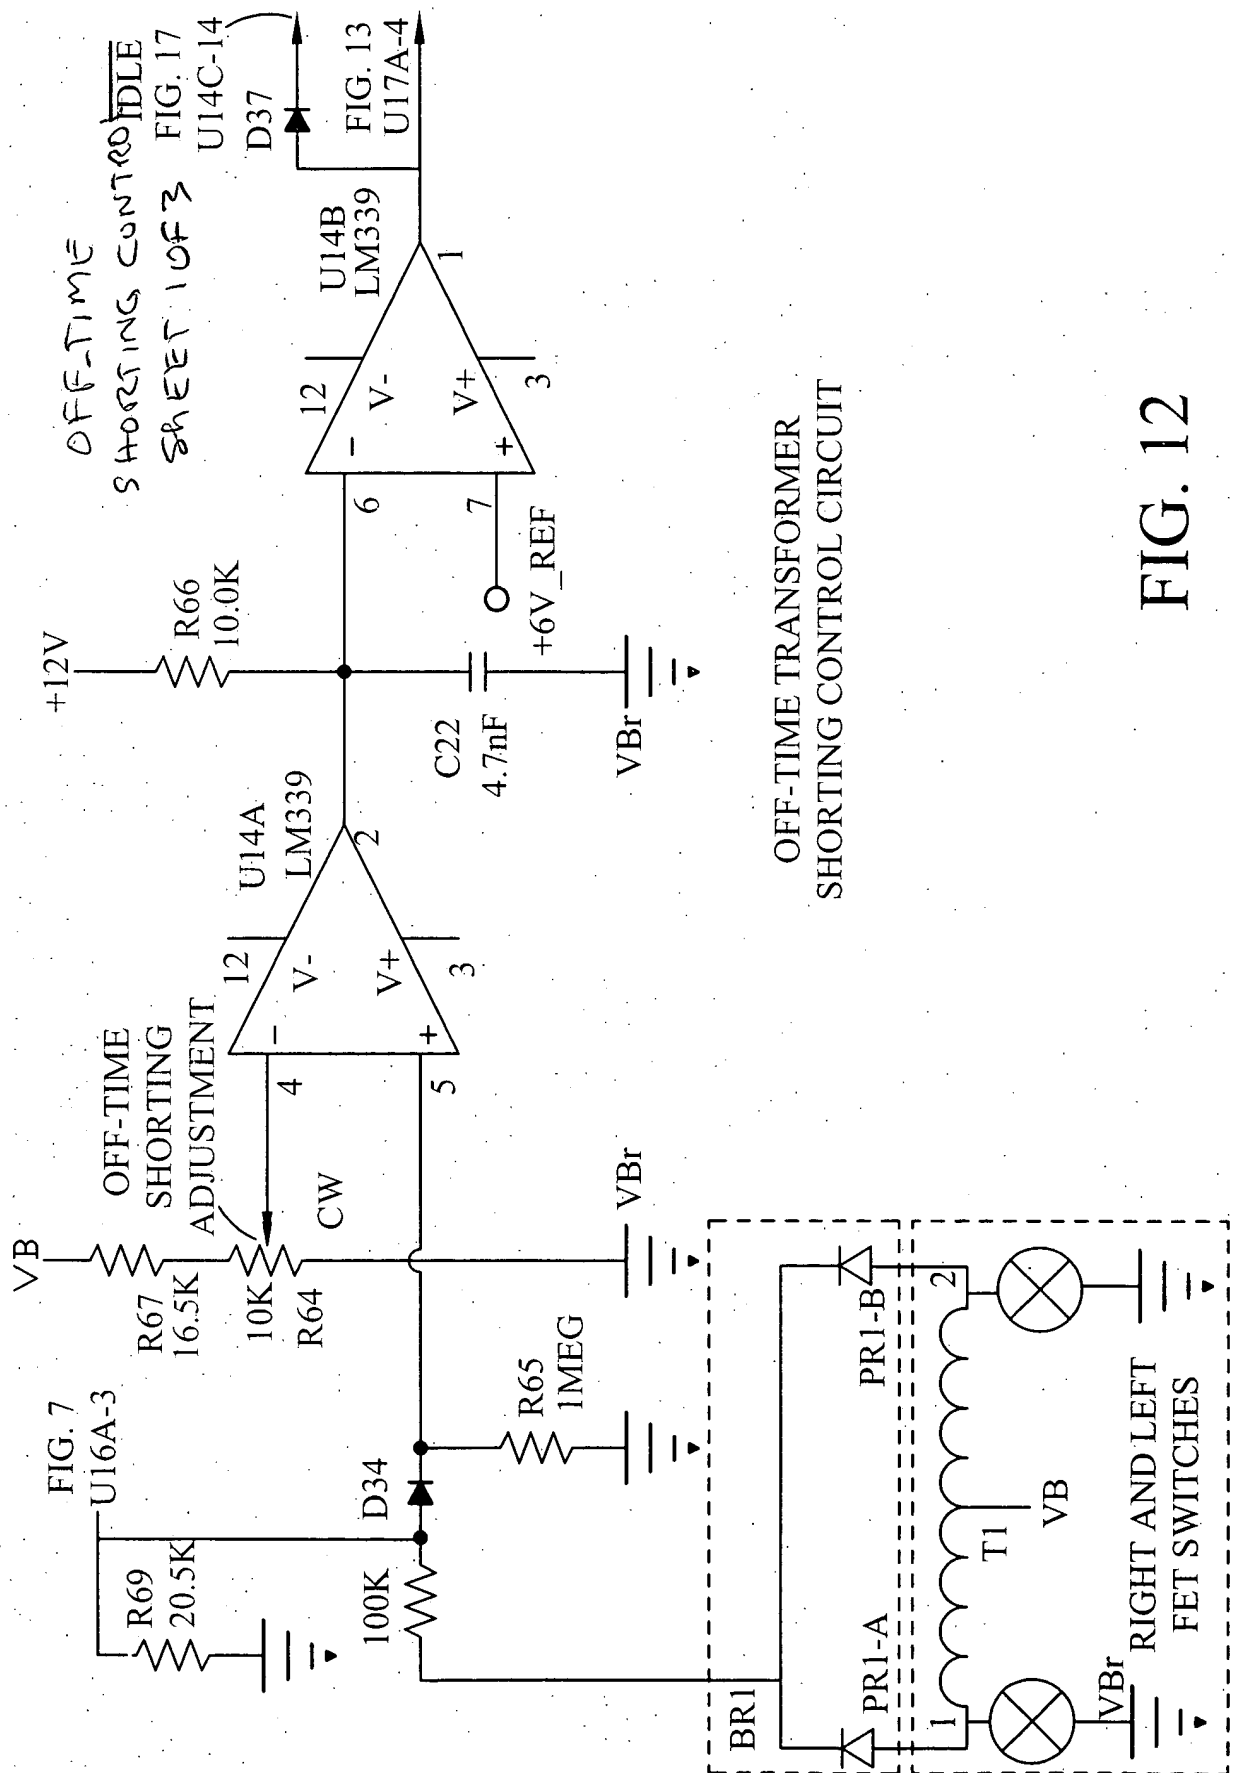 OFF-TIME
SHORTING CONTROL
SHEET 1 OF 3
IDLE
FIG. 17
U14C-14
D37
FIG. 13
U17A-4
+12V
R66
10.0K
U14B
LM339
12
V-
-
6
1
7
+
V+
3
+6V_REF
C22
4.7nF
VBr
U14A
LM339
12
V-
-
4
2
5
+
V+
3
OFF-TIME
SHORTING
ADJUSTMENT
CW
VB
R67
16.5K
10K
R64
VBr
FIG. 7
U16A-3
R69
20.5K
D34
100K
R65
1MEG
BR1
PR1-A
PR1-B
1
2
T1
VB
VBr
RIGHT AND LEFT
FET SWITCHES
OFF-TIME TRANSFORMER
SHORTING CONTROL CIRCUIT
FIG. 12